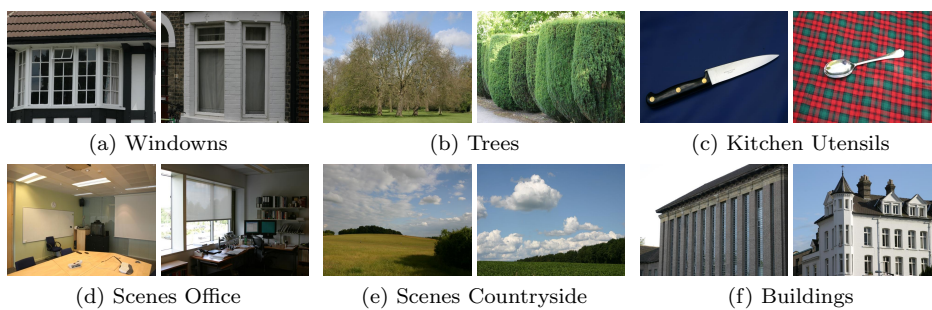 (a) Windowns
(b) Trees
(c) Kitchen Utensils
(d) Scenes Office
(e) Scenes Countryside
(f) Buildings